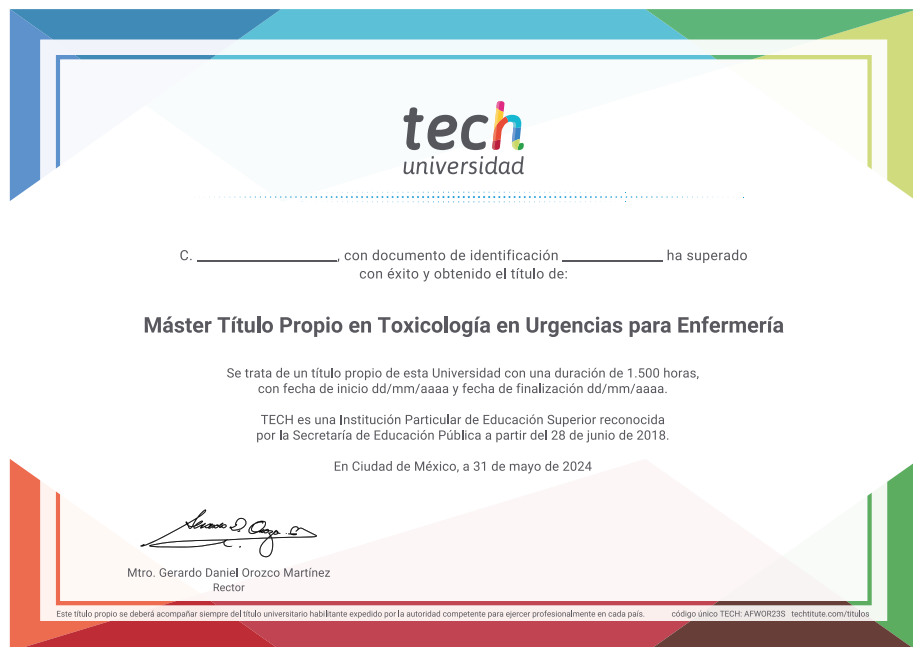 tech
universidad
C. ________________, con documento de identificación ____________ ha superado
con éxito y obtenido el título de:
Máster Título Propio en Toxicología en Urgencias para Enfermería
Se trata de un título propio de esta Universidad con una duración de 1.500 horas,
con fecha de inicio dd/mm/aaaa y fecha de finalización dd/mm/aaaa.
TECH es una Institución Particular de Educación Superior reconocida
por la Secretaría de Educación Pública a partir del 28 de junio de 2018.
En Ciudad de México, a 31 de mayo de 2024
Mtro. Gerardo Daniel Orozco Martínez
Rector
Este título propio se deberá acompañar siempre del título universitario habilitante expedido por la autoridad competente para ejercer profesionalmente en cada país. código único TECH: AFWOR23S techtitute.com/titulos